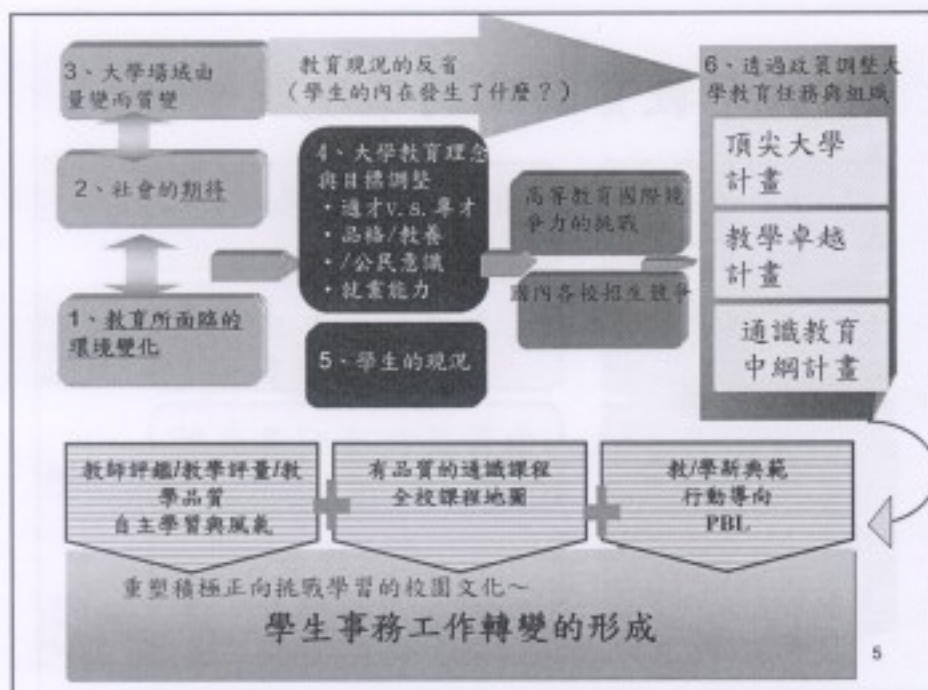 3、大學場域由
量變而質變
教育現況的反省
（學生的內在發生了什麼？）
6、透過政策調整大
學教育任務與組織
頂尖大學
計畫
教學卓越
計畫
通識教育
中綱計畫
2、社會的期待
1、教育所面臨的
環境變化
4、大學教育理念
與目標調整
・通才v.s.專才
・品格/教養
・/公民意識
・就業能力
5、學生的現況
高等教育國際競
爭力的挑戰
國內各校招生競爭
教師評鑑/教學評量/教
學品質
自主學習與風氣
有品質的通識課程
全校課程地圖
教/學新典範
行動導向
PBL
重塑積極正向挑戰學習的校園文化～
學生事務工作轉變的形成
5